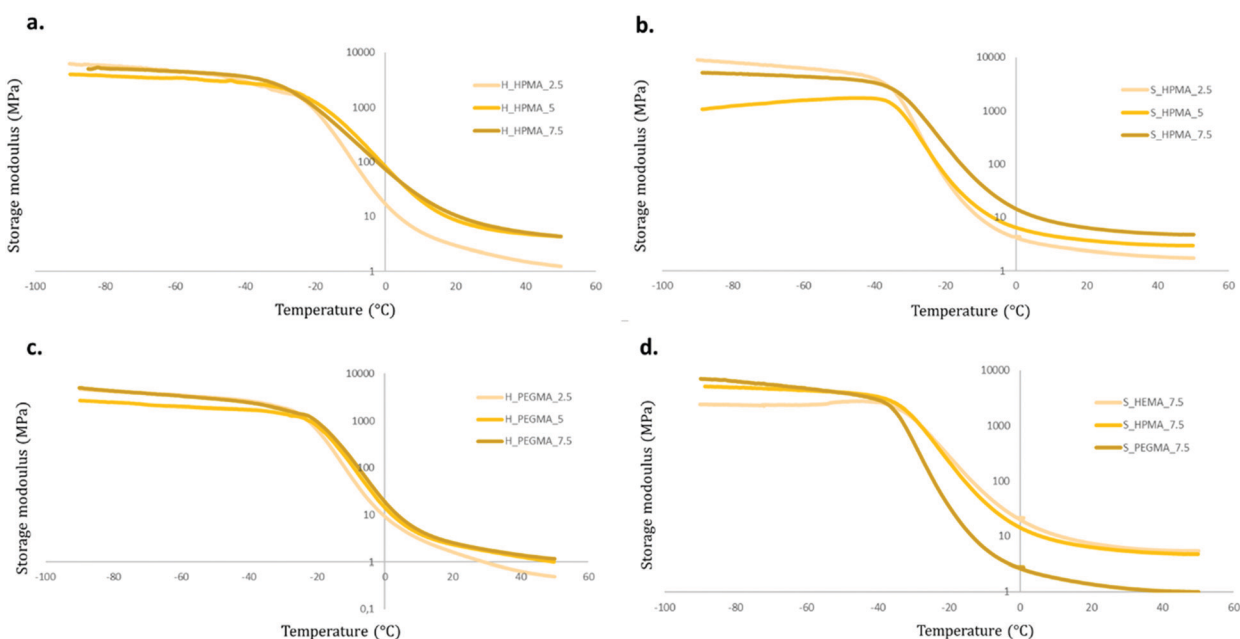 a.
10000
1000
100
10
1
-100 -80 -60 -40 -20 0 20 40 60
Storage modoulus (MPa)
Temperature (°C)
H_HPMA_2.5
H_HPMA_5
H_HPMA_7.5
b.
10000
1000
100
10
1
-100 -80 -60 -40 -20 0 20 40 60
Storage modoulus (MPa)
Temperature (°C)
S_HPMA_2.5
S_HPMA_5
S_HPMA_7.5
c.
10000
1000
100
10
1
0,1
-100 -80 -60 -40 -20 0 20 40 60
Storage modoulus (MPa)
Temperature (°C)
H_PEGMA_2.5
H_PEGMA_5
H_PEGMA_7.5
d.
10000
1000
100
10
1
-100 -80 -60 -40 -20 0 20 40 60
Storage modoulus (MPa)
Temperature (°C)
S_HEMA_7.5
S_HPMA_7.5
S_PEGMA_7.5